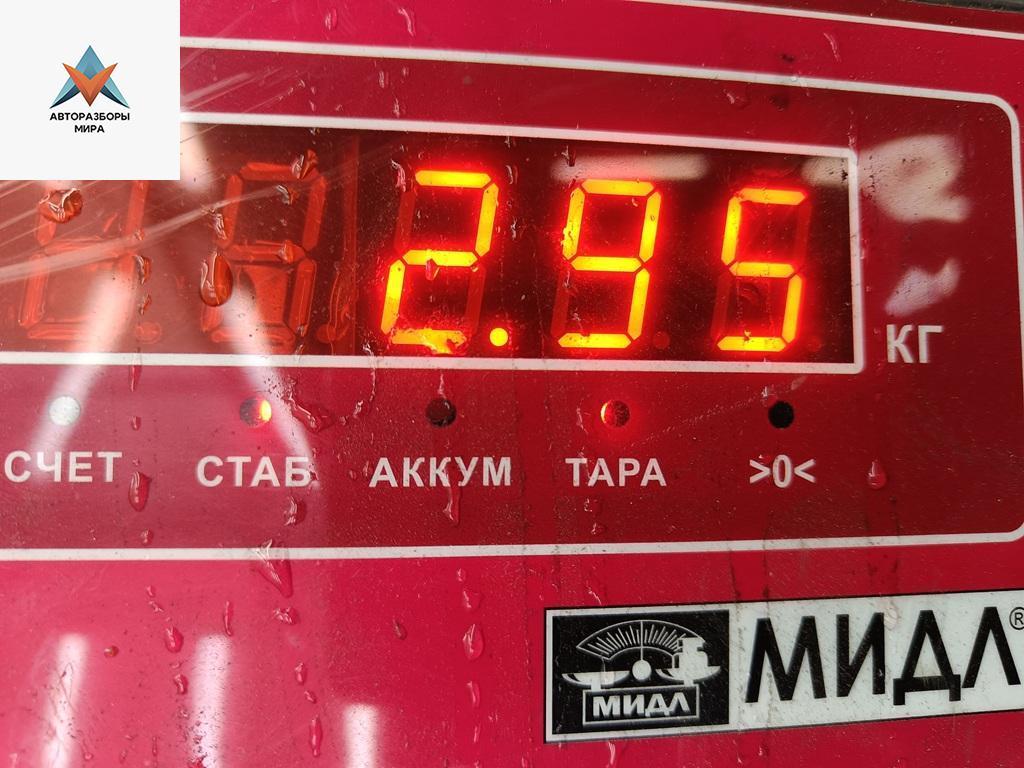 АВТОРАЗБОРЫ
МИРА
2.95
КГ
СЧЕТ СТАБ АККУМ ТАРА >0<
МИДЛ МИДЛ®